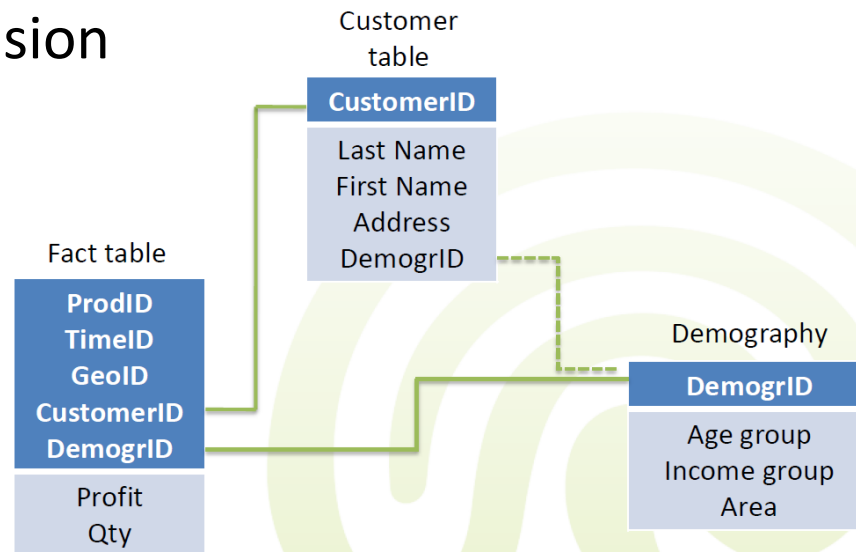 sion
Customer
table
CustomerID
Last Name
First Name
Address
DemogrID
Fact table
ProdID
TimeID
GeoID
CustomerID
DemogrID
Profit
Qty
Demography
DemogrID
Age group
Income group
Area